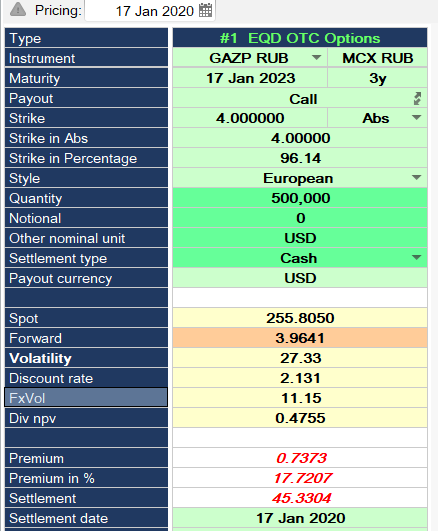 Pricing: 17 Jan 2020
Type #1 EQD OTC Options
Instrument GAZP RUB MCX RUB
Maturity 17 Jan 2023 3y
Payout Call
Strike 4.000000 Abs
Strike in Abs 4.00000
Strike in Percentage 96.14
Style European
Quantity 500,000
Notional 0
Other nominal unit USD
Settlement type Cash
Payout currency USD
Spot 255.8050
Forward 3.9641
Volatility 27.33
Discount rate 2.131
FxVol 11.15
Div npv 0.4755
Premium 0.7373
Premium in % 17.7207
Settlement 45.3304
Settlement date 17 Jan 2020